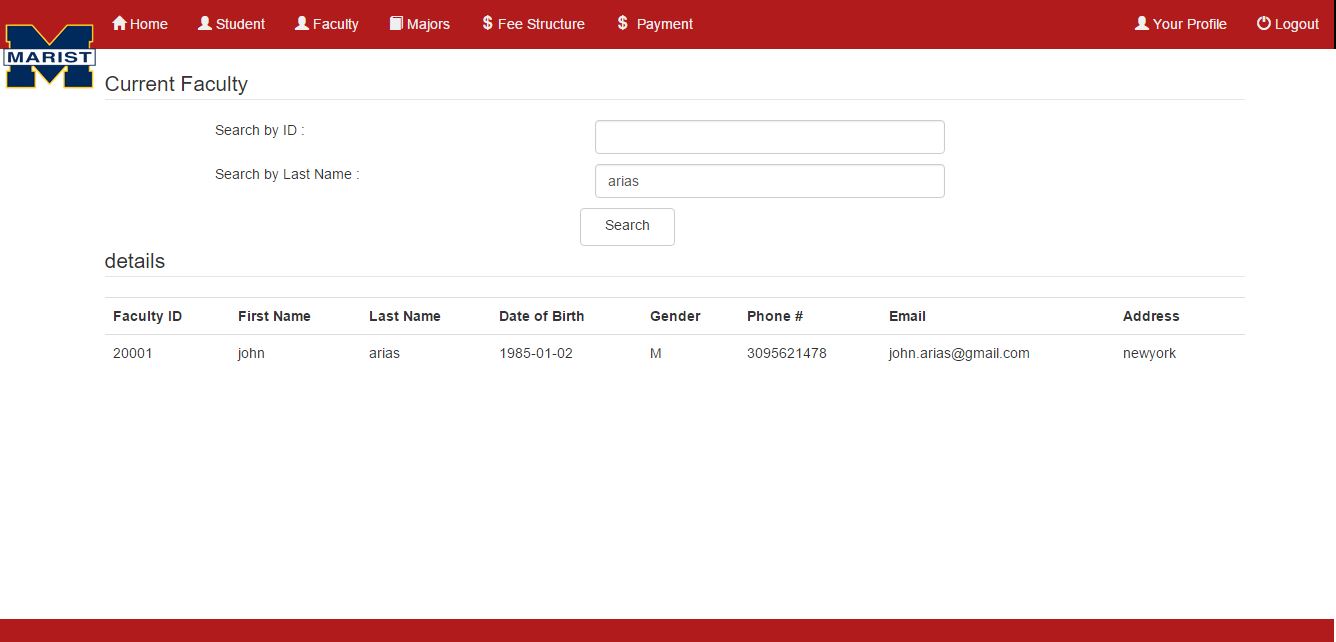 Home Student Faculty Majors $ Fee Structure $ Payment Your Profile Logout
MARIST
Current Faculty
Search by ID :
Search by Last Name : arias
Search
details
Faculty ID First Name Last Name Date of Birth Gender Phone # Email Address
20001 john arias 1985-01-02 M 3095621478 john.arias@gmail.com newyork